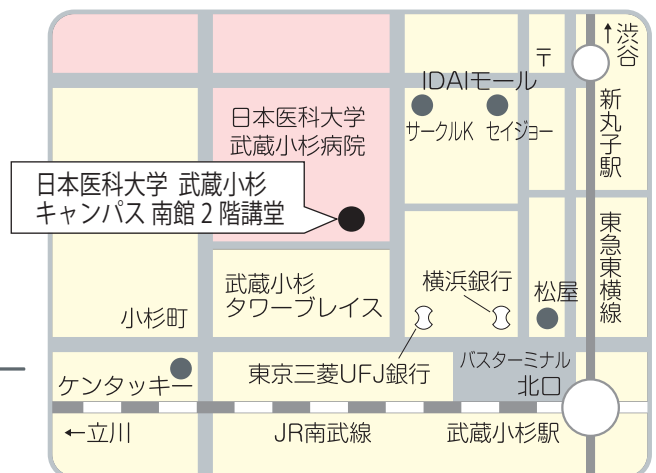 ↑渋谷
〒
IDAIモール
サークルK
セイジョー
新丸子駅
日本医科大学
武蔵小杉病院
日本医科大学 武蔵小杉
キャンパス 南館2階講堂
東急東横線
武蔵小杉
タワープレイス
横浜銀行
松屋
小杉町
ケンタッキー
東京三菱UFJ銀行
バスターミナル
北口
←立川
JR南武線
武蔵小杉駅